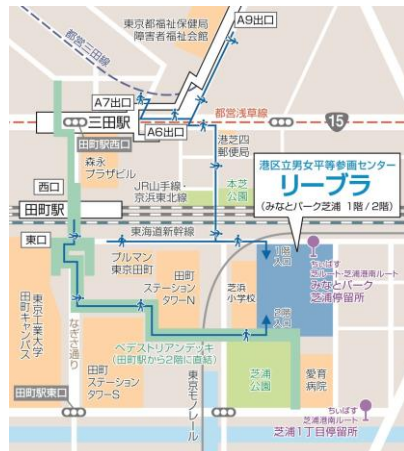 東京都福祉保健局
障害者福祉会館
A9出口
都営三田線
A7出口
都営浅草線
15
三田駅
A6出口
田町駅西口
港芝四
郵便局
森永
プラザビル
港区立男女平等参画センター
リーブラ
(みなとパーク芝浦 1階/2階)
JR山手線・
京浜東北線
本芝
公園
西口
田町駅
東海道新幹線
東口
1階
入口
ちぃばす
芝ルート・芝浦港南ルート
みなとパーク
芝浦停留所
プルマン
東京田町
田町
ステーション
タワーN
芝浜
小学校
2階
入口
東京工業大学
田町キャンパス
なぎさ通り
ペデストリアンデッキ
(田町駅から2階に直結)
田町
ステーション
タワーS
東京モノレール
芝浦
公園
愛育
病院
田町駅東口
ちぃばす
芝浦港南ルート
芝浦1丁目停留所